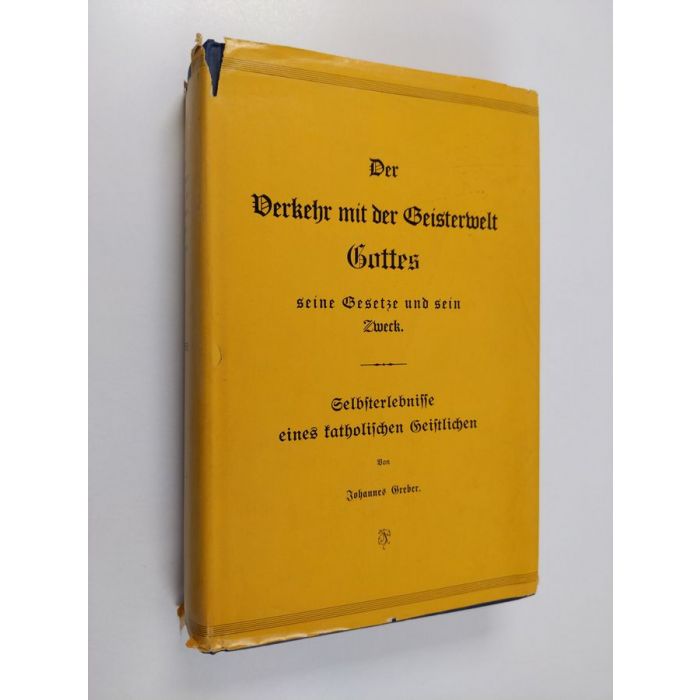 Der
Verkehr mit der Geisterwelt
Gottes
seine Gesetze und sein
Zweck.
Selbsterlebnisse
eines katholischen Geistlichen
Von
Johannes Greber.